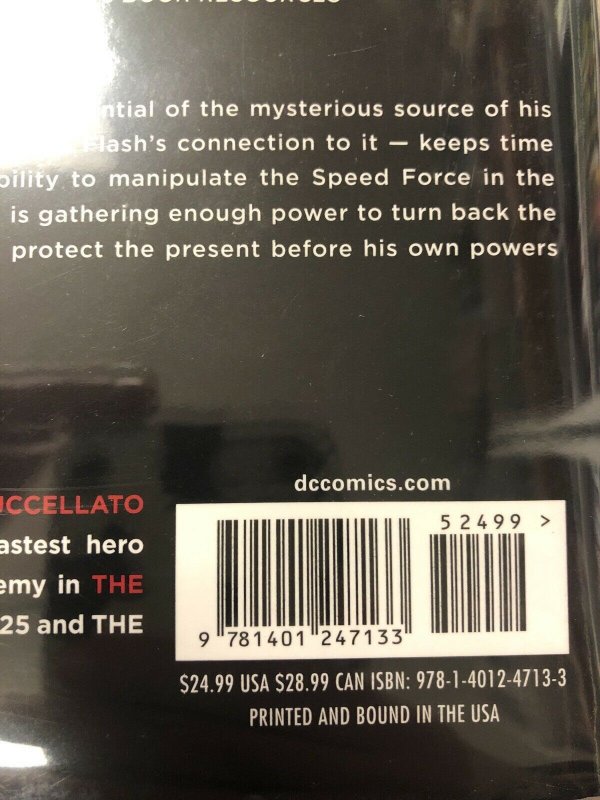 BOOK RESOURCES
ntial of the mysterious source of his
lash's connection to it — keeps time
bility to manipulate the Speed Force in the
is gathering enough power to turn back the
protect the present before his own powers
dccomics.com
UCCELLATO
astest hero
emy in THE
25 and THE
52499 >
9 781401 247133
$24.99 USA $28.99 CAN ISBN: 978-1-4012-4713-3
PRINTED AND BOUND IN THE USA